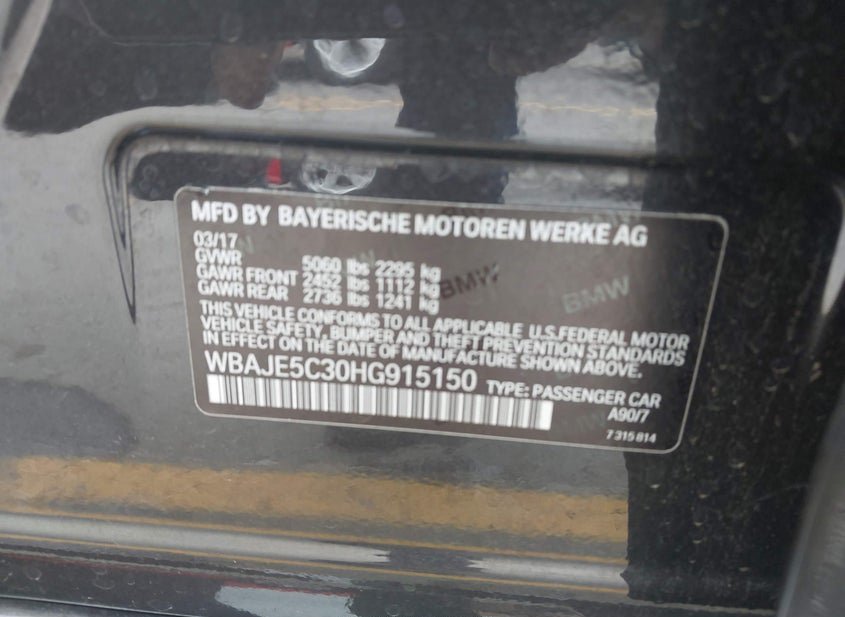 MFD BY BAYERISCHE MOTOREN WERKE AG
03/17
GVWR 5060 lbs 2295 kg
GAWR FRONT 2452 lbs 1112 kg
GAWR REAR 2736 lbs 1241 kg
THIS VEHICLE CONFORMS TO ALL APPLICABLE U.S.FEDERAL MOTOR
VEHICLE SAFETY, BUMPER AND THEFT PREVENTION STANDARDS
IN EFFECT ON THE DATE OF MANUFACTURE SHOWN ABOVE.
WBAJE5C30HG915150 TYPE: PASSENGER CAR
A90/7
7 315 814
BMW
BMW